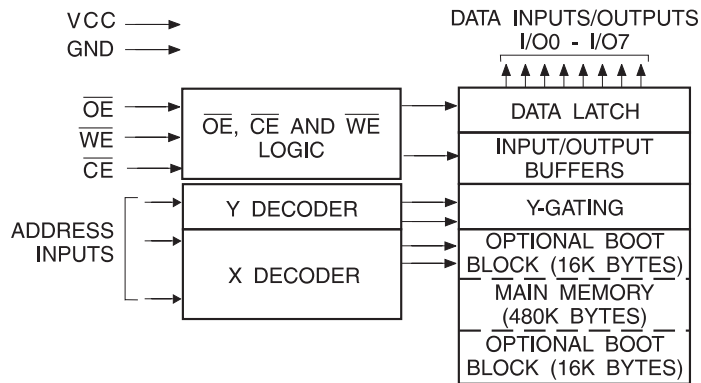 VCC
GND
DATA INPUTS/OUTPUTS
I/O0 - I/O7
OE
WE
CE
OE, CE AND WE
LOGIC
DATA LATCH
INPUT/OUTPUT
BUFFERS
ADDRESS
INPUTS
Y DECODER
Y-GATING
X DECODER
OPTIONAL BOOT
BLOCK (16K BYTES)
MAIN MEMORY
(480K BYTES)
OPTIONAL BOOT
BLOCK (16K BYTES)